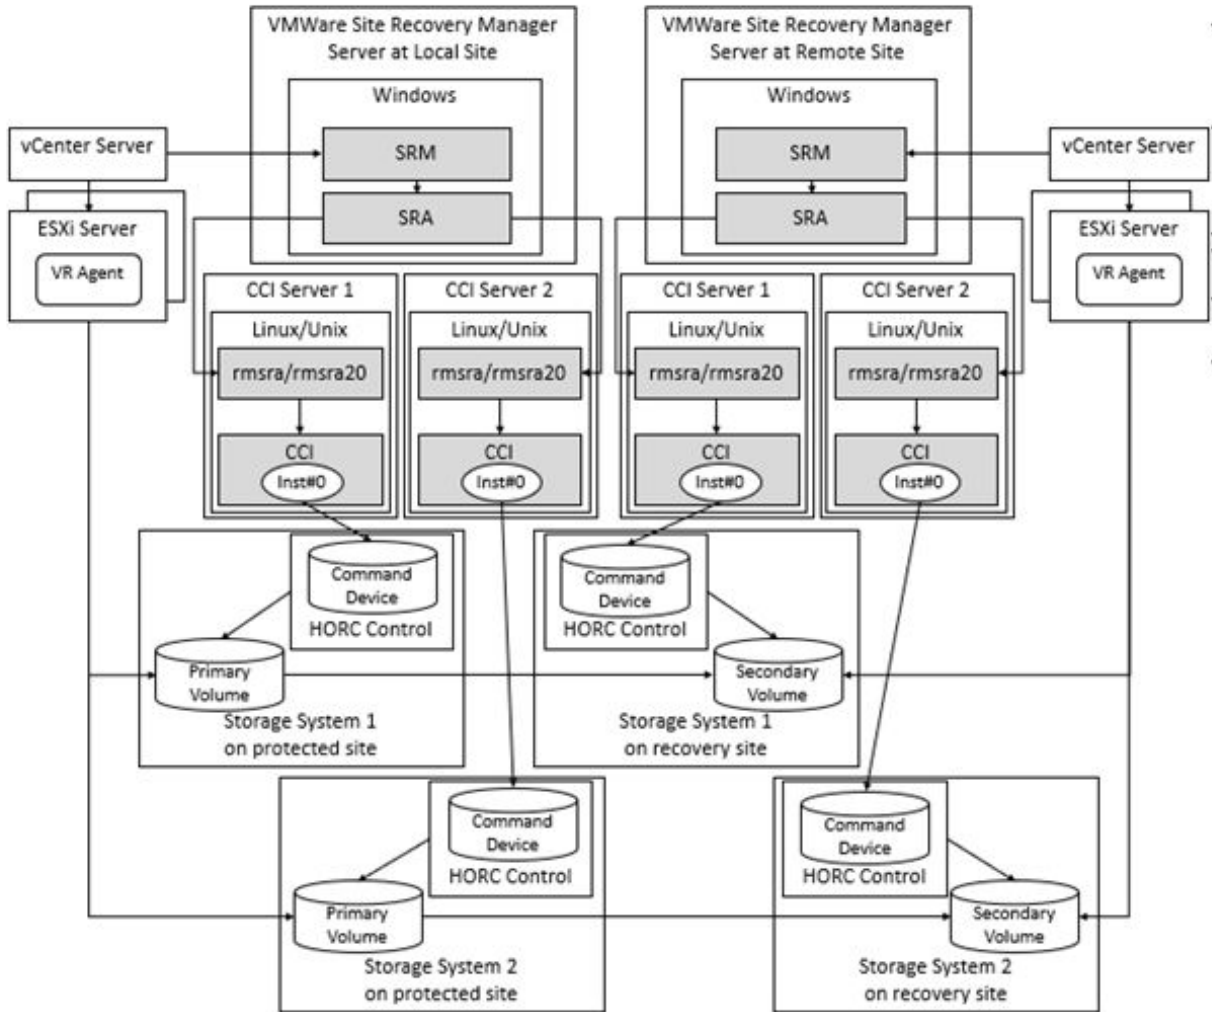 VMWare Site Recovery Manager
Server at Local Site
VMWare Site Recovery Manager
Server at Remote Site
Windows
Windows
vCenter Server
SRM
SRM
vCenter Server
SRA
SRA
ESXi Server
VR Agent
ESXi Server
VR Agent
CCI Server 1
CCI Server 2
CCI Server 1
CCI Server 2
Linux/Unix
Linux/Unix
Linux/Unix
Linux/Unix
rmsra/rmsra20
rmsra/rmsra20
rmsra/rmsra20
rmsra/rmsra20
CCI
CCI
CCI
CCI
Inst#0
Inst#0
Inst#0
Inst#0
Command
Device
HORC Control
Command
Device
HORC Control
Primary
Volume
Secondary
Volume
Storage System 1
on protected site
Storage System 1
on recovery site
Command
Device
HORC Control
Command
Device
HORC Control
Primary
Volume
Secondary
Volume
Storage System 2
on protected site
Storage System 2
on recovery site